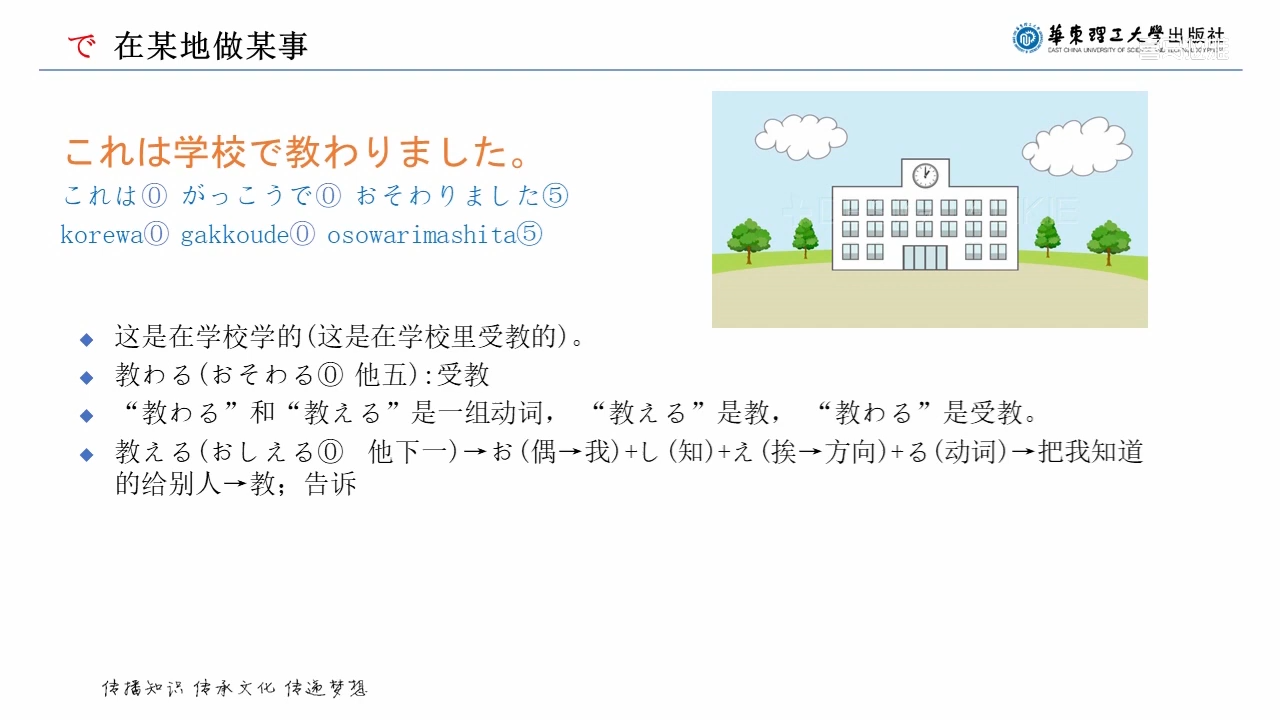 で 在某地做某事
華東理工大學出版社
これは学校で教わりました。
これは⓪ がっこうで⓪ おそわりました⑤
korewa⓪ gakkoude⓪ osowarimashita⑤
这是在学校学的(这是在学校里受教的)。
教わる(おそわる⓪ 他五):受教
“教わる”和“教える”是一组动词， “教える”是教， “教わる”是受教。
教える(おしえる⓪ 他下一)→お(偶→我)+し(知)+え(挨→方向)+る(动词)→把我知道
的给别人→教；告诉
传播知识 传承文化 传递梦想